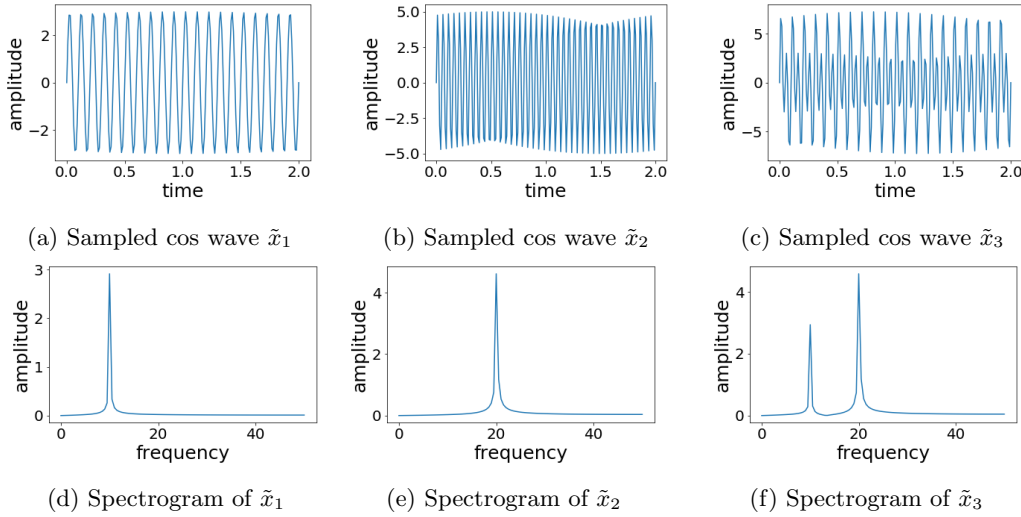 amplitude
2
0
−2
0.0 0.5 1.0 1.5 2.0
time
(a) Sampled cos wave x̃₁
amplitude
5.0
2.5
0.0
−2.5
−5.0
0.0 0.5 1.0 1.5 2.0
time
(b) Sampled cos wave x̃₂
amplitude
5
0
−5
0.0 0.5 1.0 1.5 2.0
time
(c) Sampled cos wave x̃₃
amplitude
3
2
1
0
0 20 40
frequency
(d) Spectrogram of x̃₁
amplitude
4
2
0
0 20 40
frequency
(e) Spectrogram of x̃₂
amplitude
4
2
0
0 20 40
frequency
(f) Spectrogram of x̃₃